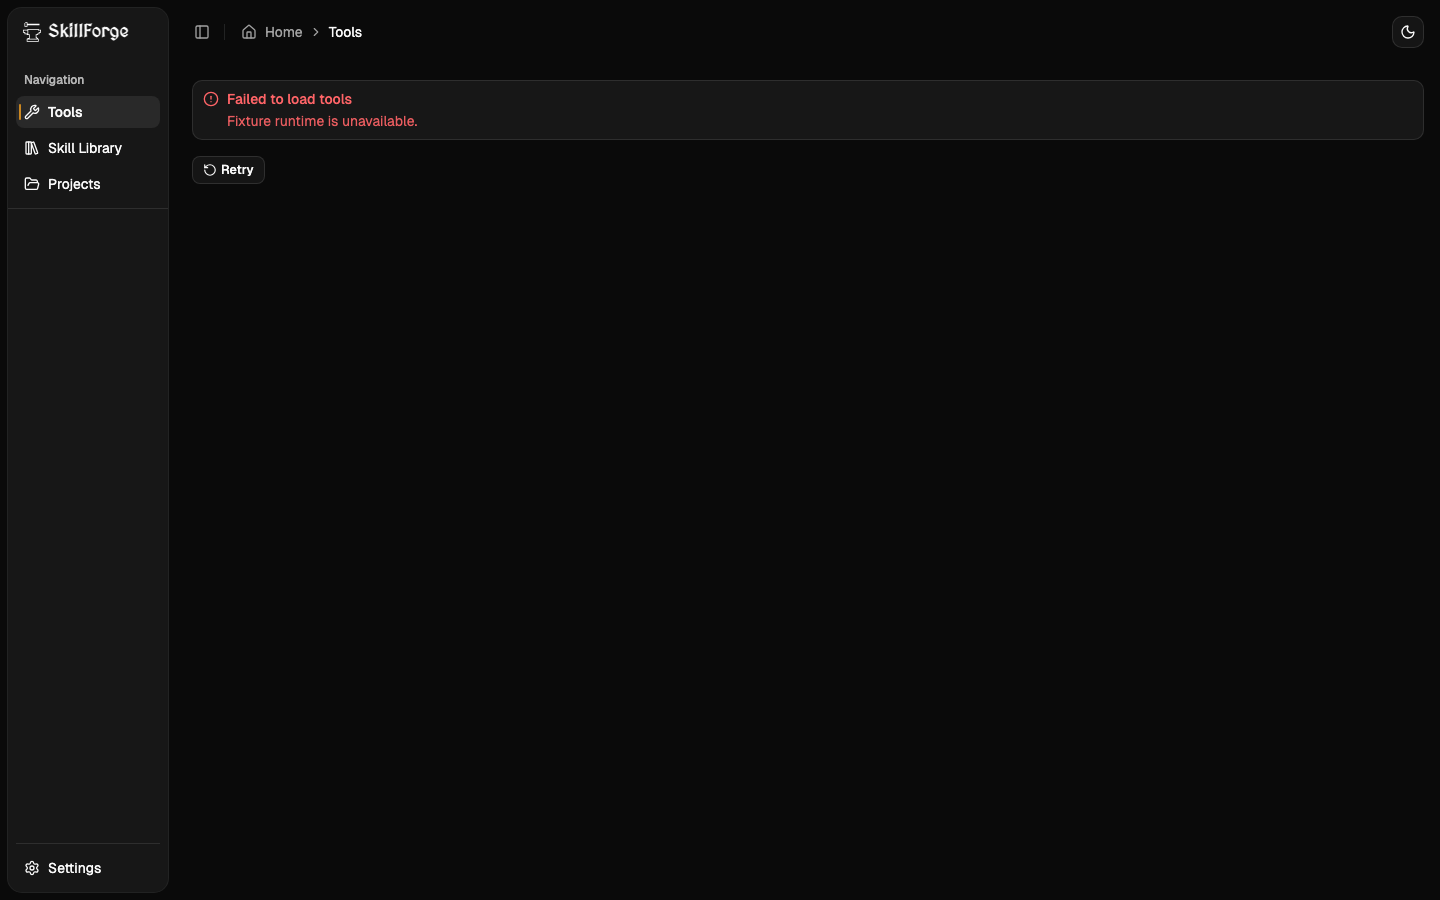 SkillForge
Navigation
Tools
Skill Library
Projects
Settings
Home > Tools
Failed to load tools
Fixture runtime is unavailable.
Retry